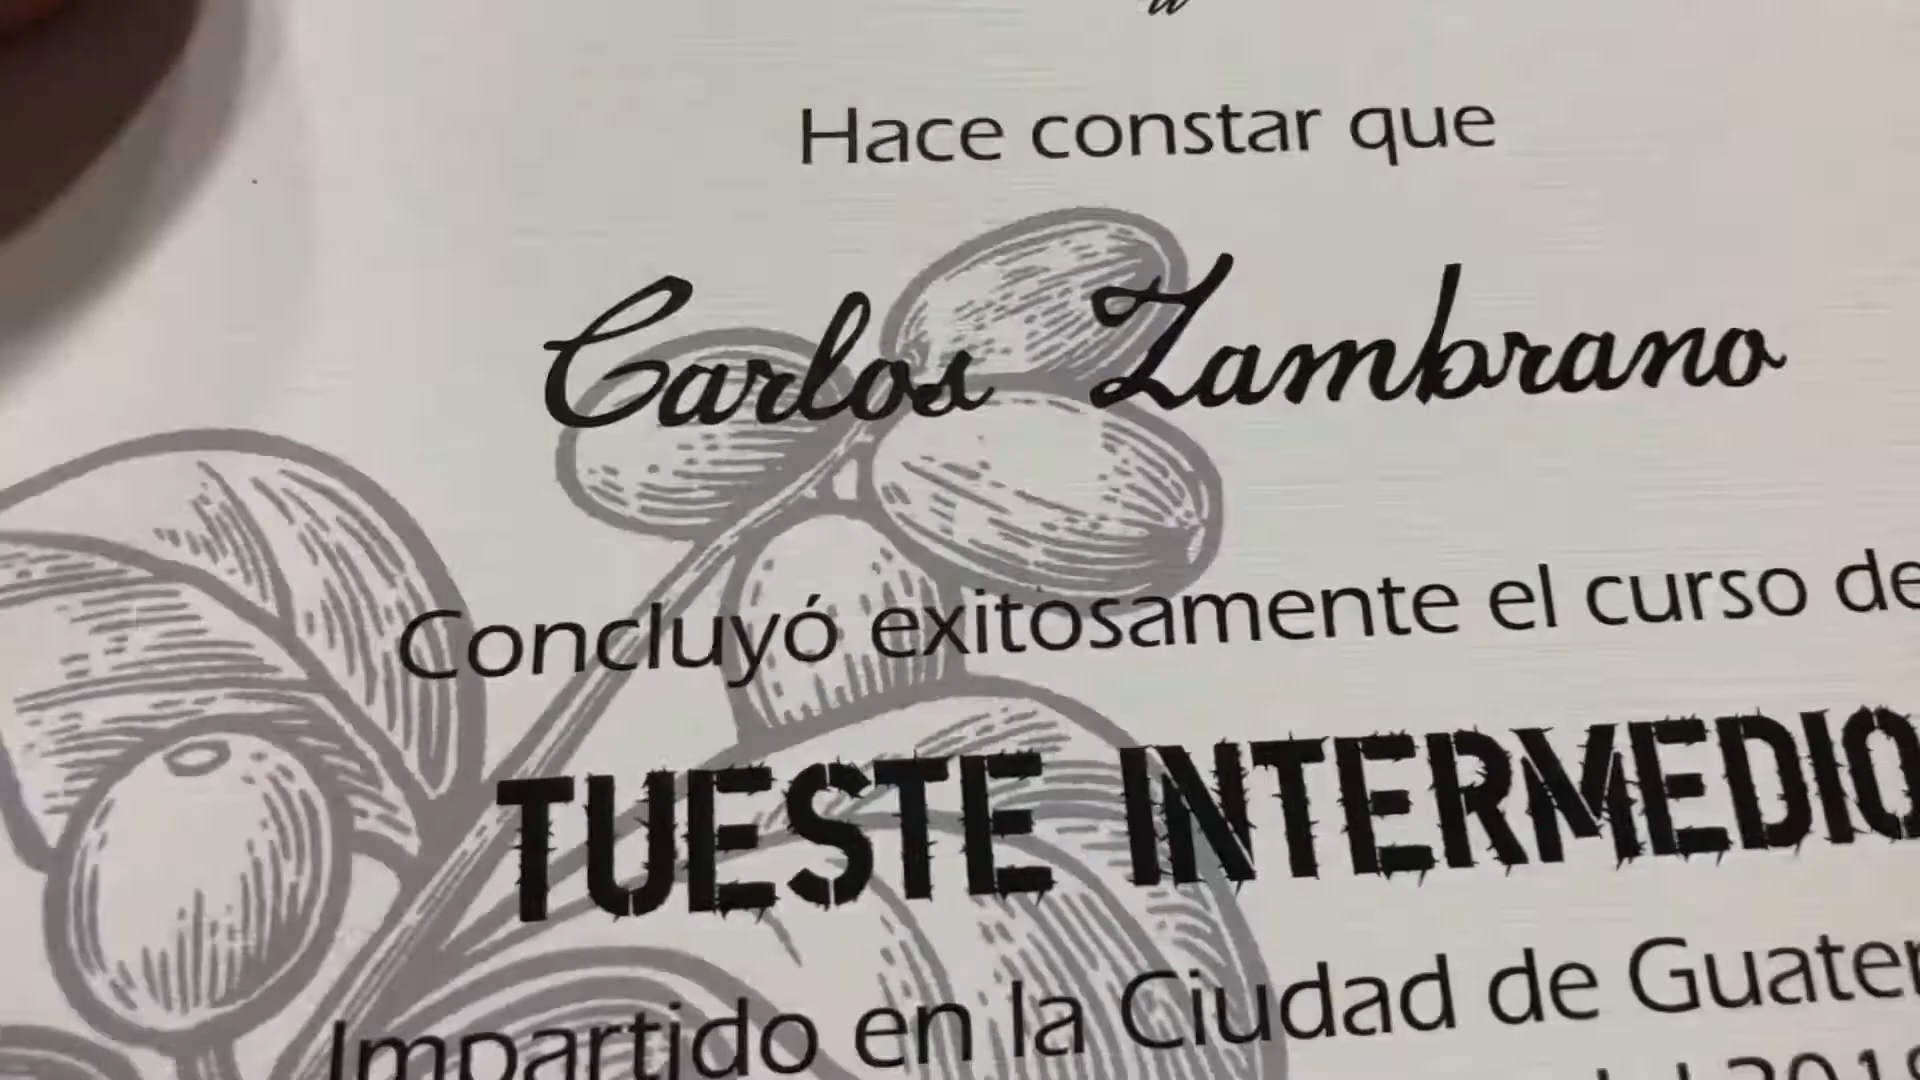 Hace constar que
Carlos Zambrano
Concluyó exitosamente el curso de
TUESTE INTERMEDIO
Impartido en la Ciudad de